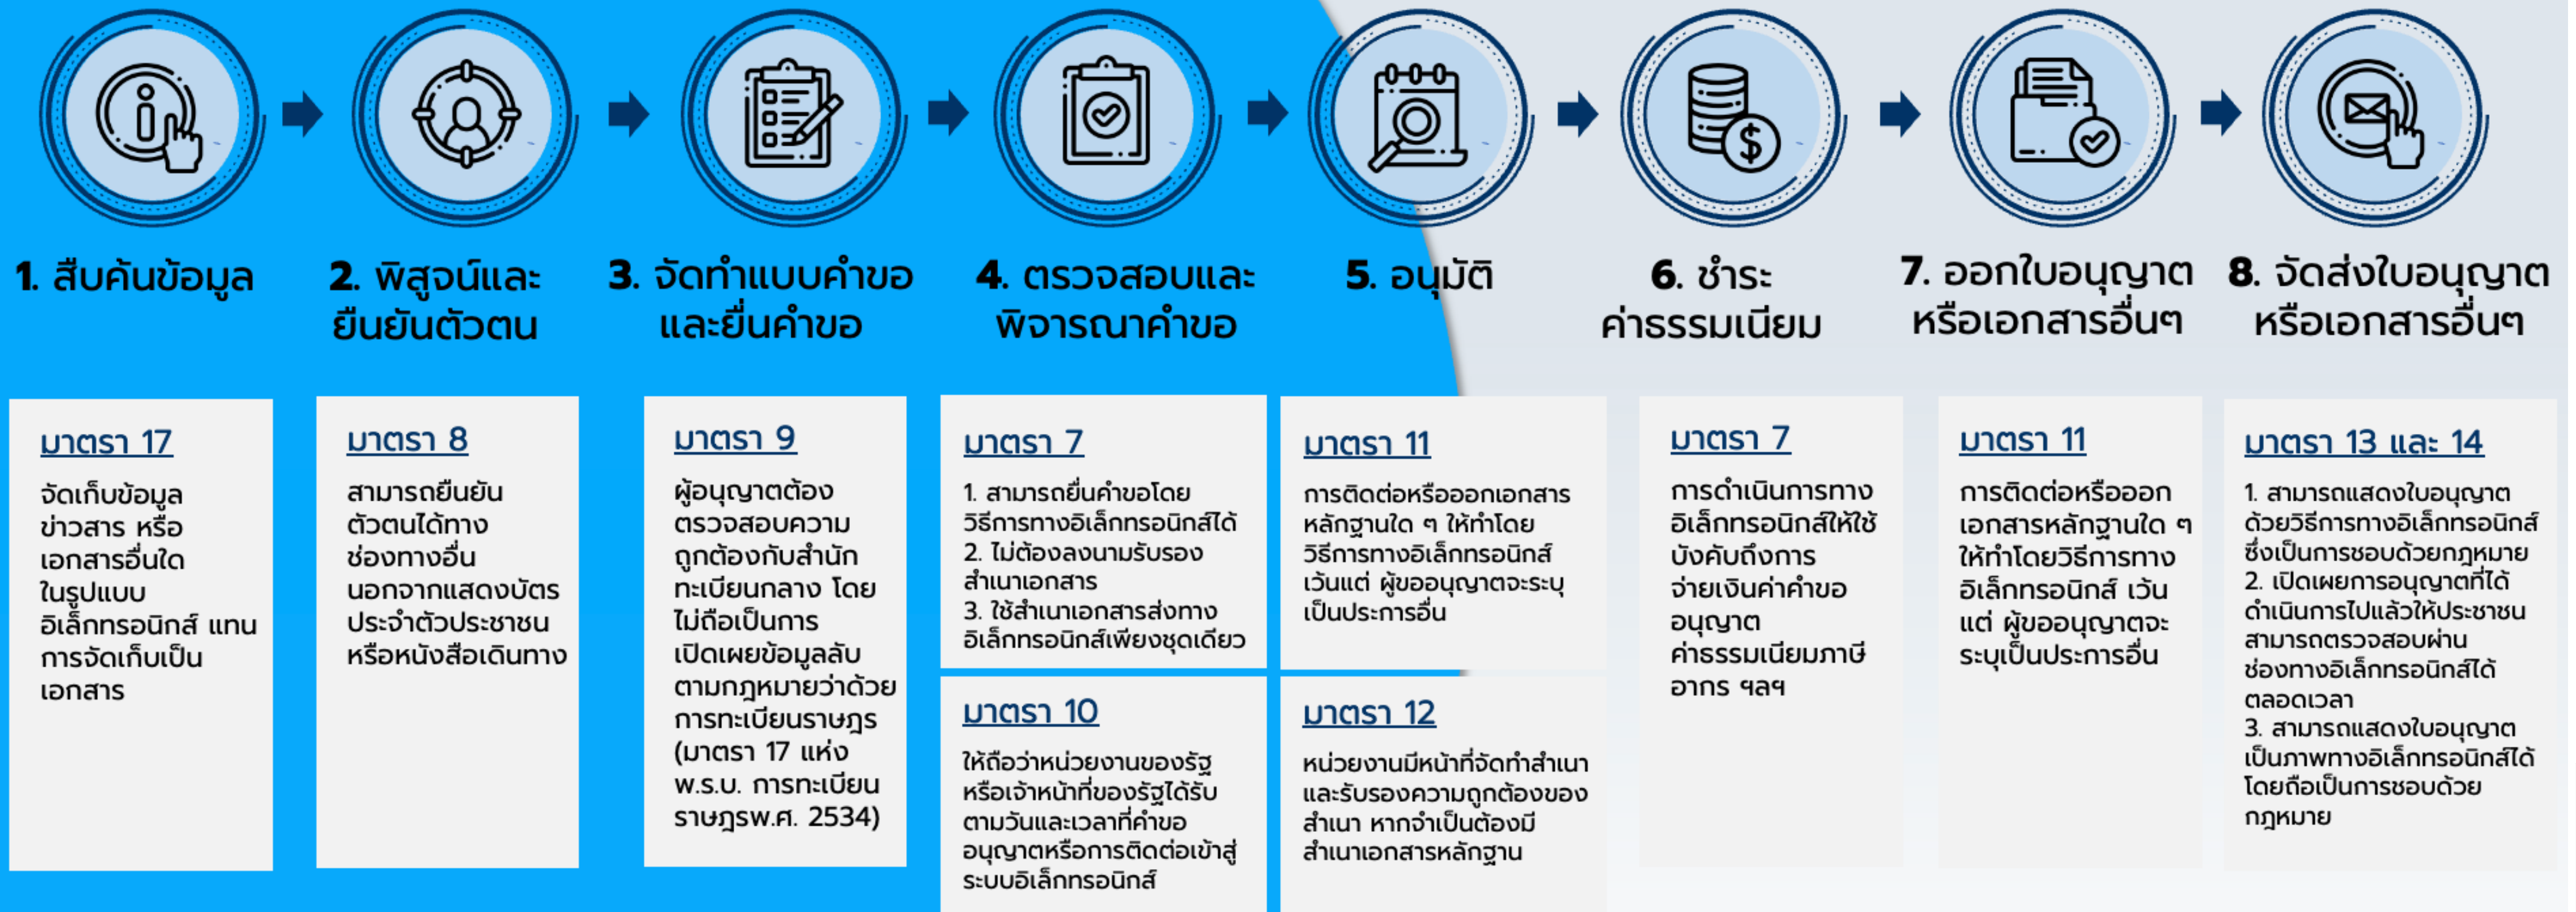 1. สืบค้นข้อมูล
2. พิสูจน์และ
ยืนยันตัวตน
3. จัดทำแบบคำขอ
และยื่นคำขอ
4. ตรวจสอบและ
พิจารณาคำขอ
5. อนุมัติ
6. ชำระ
ค่าธรรมเนียม
7. ออกใบอนุญาต
หรือเอกสารอื่นๆ
8. จัดส่งใบอนุญาต
หรือเอกสารอื่นๆ
มาตรา 17
จัดเก็บข้อมูล
ข่าวสาร หรือ
เอกสารอื่นใด
ในรูปแบบ
อิเล็กทรอนิกส์ แทน
การจัดเก็บเป็น
เอกสาร
มาตรา 8
สามารถยืนยัน
ตัวตนได้ทาง
ช่องทางอื่น
นอกจากแสดงบัตร
ประจำตัวประชาชน
หรือหนังสือเดินทาง
มาตรา 9
ผู้อนุญาตต้อง
ตรวจสอบความ
ถูกต้องกับสำนัก
ทะเบียนกลาง โดย
ไม่ถือเป็นการ
เปิดเผยข้อมูลลับ
ตามกฎหมายว่าด้วย
การทะเบียนราษฎร
(มาตรา 17 แห่ง
พ.ร.บ. การทะเบียน
ราษฎรพ.ศ. 2534)
มาตรา 7
1. สามารถยื่นคำขอโดย
วิธีการทางอิเล็กทรอนิกส์ได้
2. ไม่ต้องลงนามรับรอง
สำเนาเอกสาร
3. ใช้สำเนาเอกสารส่งทาง
อิเล็กทรอนิกส์เพียงชุดเดียว
มาตรา 10
ให้ถือว่าหน่วยงานของรัฐ
หรือเจ้าหน้าที่ของรัฐได้รับ
ตามวันและเวลาที่คำขอ
อนุญาตหรือการติดต่อเข้าสู่
ระบบอิเล็กทรอนิกส์
มาตรา 11
การติดต่อหรือออกเอกสาร
หลักฐานใด ๆ ให้ทำโดย
วิธีการทางอิเล็กทรอนิกส์
เว้นแต่ ผู้ขออนุญาตจะระบุ
เป็นประการอื่น
มาตรา 12
หน่วยงานมีหน้าที่จัดทำสำเนา
และรับรองความถูกต้องของ
สำเนา หากจำเป็นต้องมี
สำเนาเอกสารหลักฐาน
มาตรา 7
การดำเนินการทาง
อิเล็กทรอนิกส์ให้ใช้
บังคับถึงการ
จ่ายเงินค่าคำขอ
อนุญาต
ค่าธรรมเนียมภาษี
อากร ฯลฯ
มาตรา 11
การติดต่อหรือออก
เอกสารหลักฐานใด ๆ
ให้ทำโดยวิธีการทาง
อิเล็กทรอนิกส์ เว้น
แต่ ผู้ขออนุญาตจะ
ระบุเป็นประการอื่น
มาตรา 13 และ 14
1. สามารถแสดงใบอนุญาต
ด้วยวิธีการทางอิเล็กทรอนิกส์
ซึ่งเป็นการชอบด้วยกฎหมาย
2. เปิดเผยการอนุญาตที่ได้
ดำเนินการไปแล้วให้ประชาชน
สามารถตรวจสอบผ่าน
ช่องทางอิเล็กทรอนิกส์ได้
ตลอดเวลา
3. สามารถแสดงใบอนุญาต
เป็นภาพทางอิเล็กทรอนิกส์ได้
โดยถือเป็นการชอบด้วย
กฎหมาย